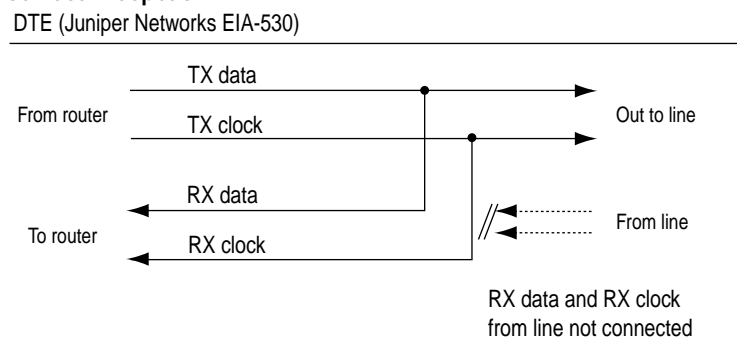 DTE (Juniper Networks EIA-530)
TX data
From router
Out to line
TX clock
RX data
To router
From line
RX clock
RX data and RX clock
from line not connected